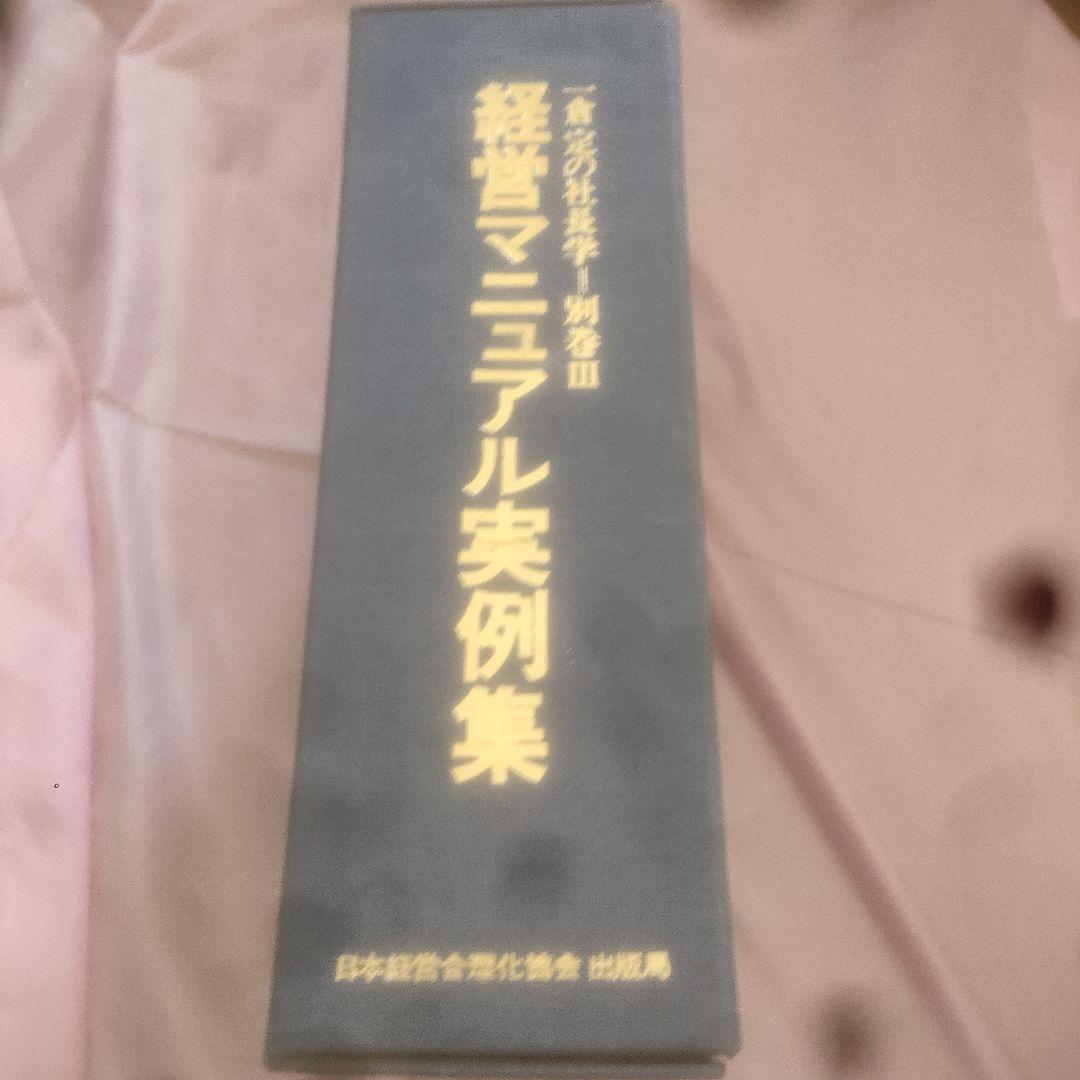 一倉定の社長学=別巻III
経営マニュアル実例集
日本経営合理化協会 出版局